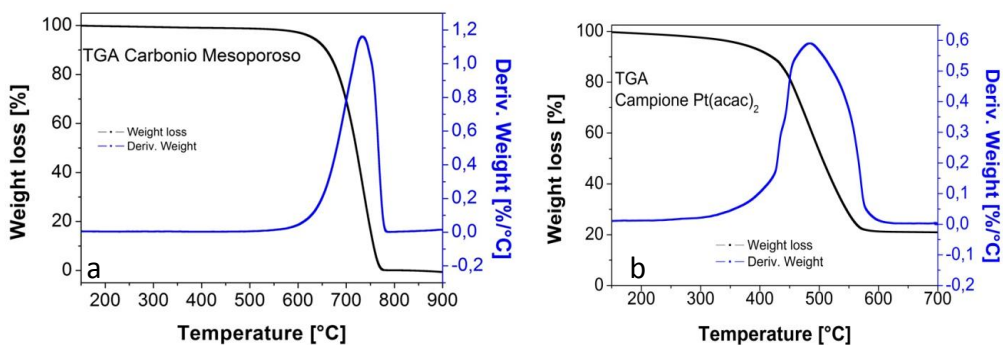 TGA Carbonio Mesoporoso
Weight loss
Deriv. Weight
Weight loss [%]
100
80
60
40
20
0
Deriv. Weight [%/°C]
1,2
1,0
0,8
0,6
0,4
0,2
0,0
-0,2
a
200 300 400 500 600 700 800 900
Temperature [°C]
TGA
Campione Pt(acac)2
Weight loss
Deriv. Weight
Weight loss [%]
100
80
60
40
20
0
Deriv. Weight [%/°C]
0,6
0,5
0,4
0,3
0,2
0,1
0,0
-0,1
-0,2
b
200 300 400 500 600 700
Temperature [°C]